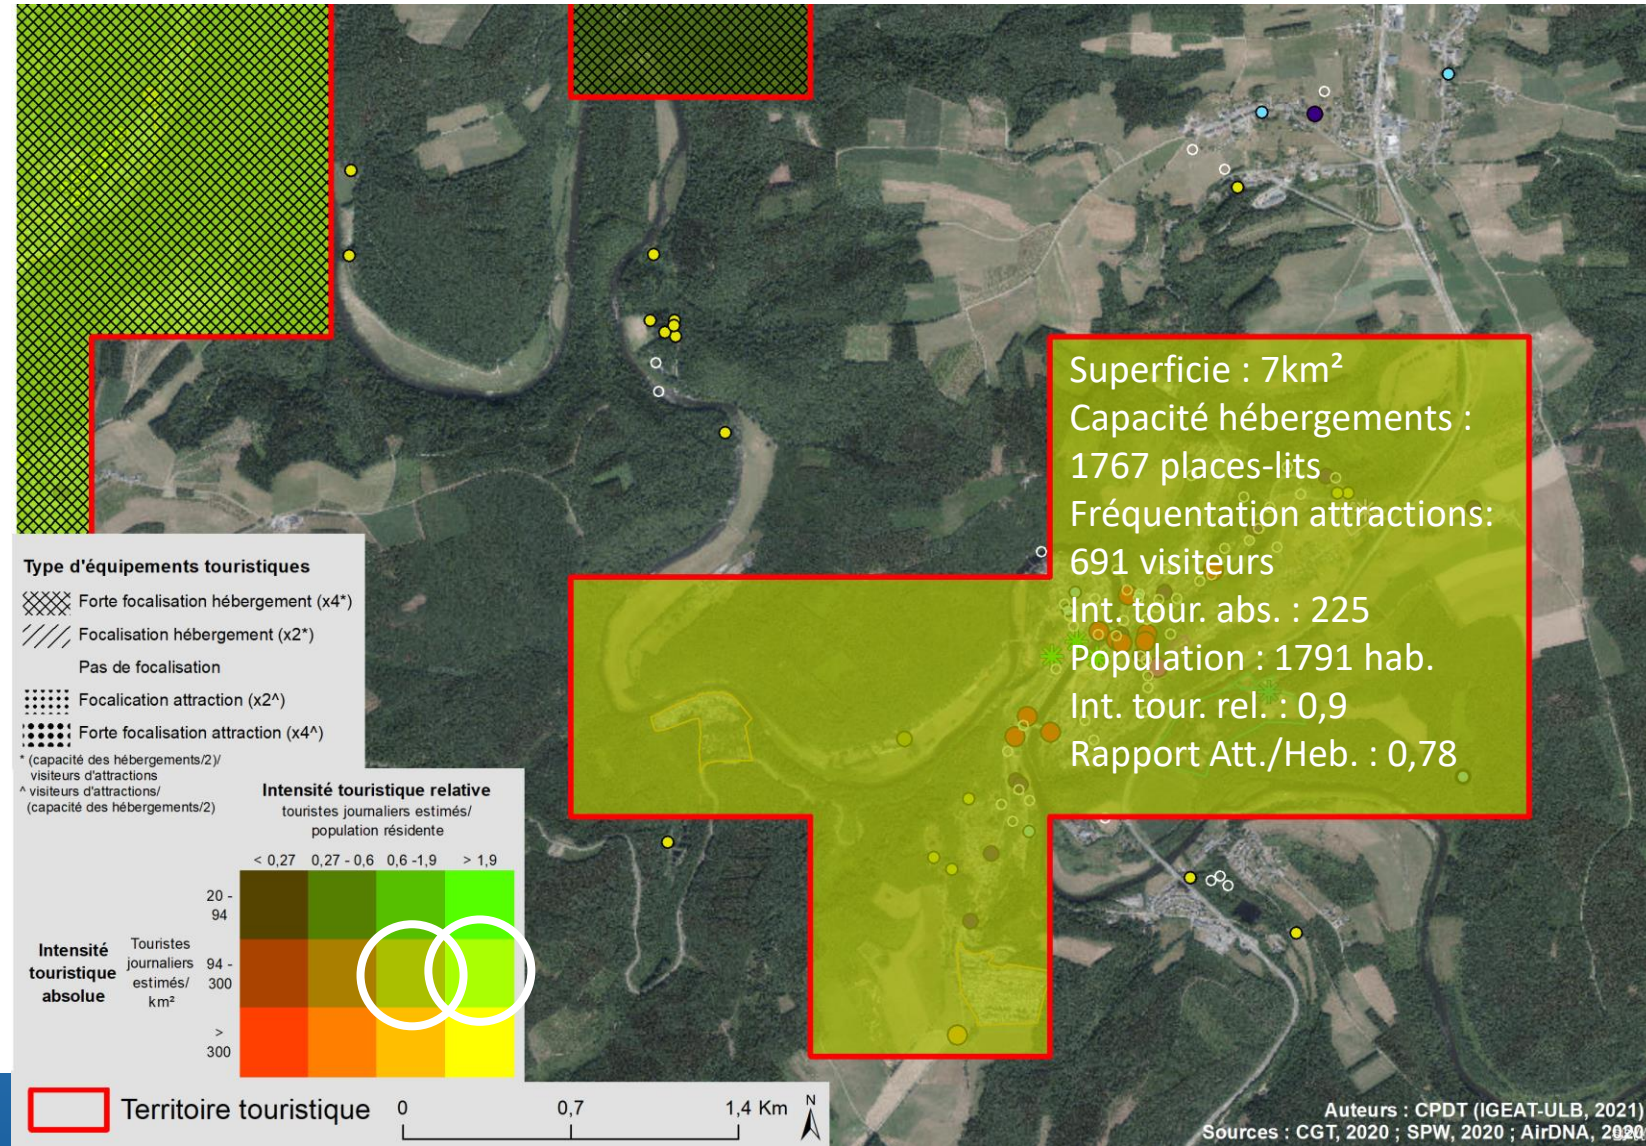 Superficie : 7km²
Capacité hébergements :
1767 places-lits
Fréquentation attractions:
691 visiteurs
Int. tour. abs. : 225
Population : 1791 hab.
Int. tour. rel. : 0,9
Rapport Att./Heb. : 0,78
Type d'équipements touristiques
Forte focalisation hébergement (x4*)
Focalisation hébergement (x2*)
Pas de focalisation
Focalication attraction (x2^)
Forte focalisation attraction (x4^)
* (capacité des hébergements/2)/
visiteurs d'attractions
^ visiteurs d'attractions/
(capacité des hébergements/2)
Intensité touristique relative
touristes journaliers estimés/
population résidente
< 0,27 0,27 - 0,6 0,6 -1,9 > 1,9
20 -
94
Intensité
touristique
absolue
Touristes
journaliers
estimés/
km²
94 -
300
>
300
Territoire touristique
0 0,7 1,4 Km
N
Auteurs : CPDT (IGEAT-ULB, 2021)
Sources : CGT, 2020 ; SPW, 2020 ; AirDNA, 2020